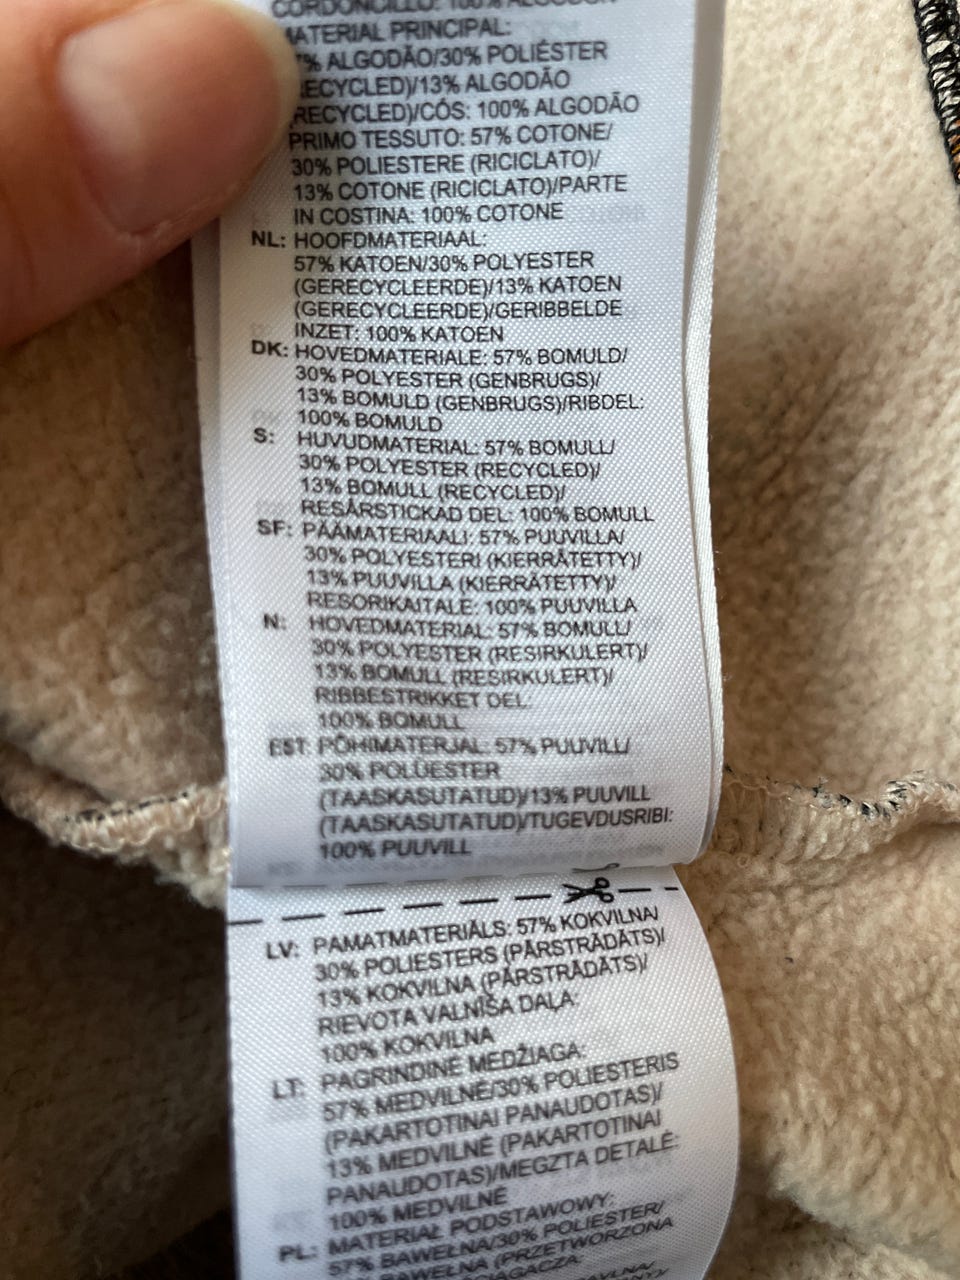 CORDONCILLO: 100% ALGODÓN
MATERIAL PRINCIPAL:
% ALGODÃO/30% POLIÉSTER
(RECYCLED)/13% ALGODÃO
(RECYCLED)/CÓS: 100% ALGODÃO
PRIMO TESSUTO: 57% COTONE/
30% POLIESTERE (RICICLATO)/
13% COTONE (RICICLATO)/PARTE
IN COSTINA: 100% COTONE
NL: HOOFDMATERIAAL:
57% KATOEN/30% POLYESTER
(GERECYCLEERDE)/13% KATOEN
(GERECYCLEERDE)/GERIBBELDE
INZET: 100% KATOEN
DK: HOVEDMATERIALE: 57% BOMULD/
30% POLYESTER (GENBRUGS)/
13% BOMULD (GENBRUGS)/RIBDEL:
100% BOMULD
S: HUVUDMATERIAL: 57% BOMULL/
30% POLYESTER (RECYCLED)/
13% BOMULL (RECYCLED)/
RESÅRSTICKAD DEL: 100% BOMULL
SF: PÄÄMATERIAALI: 57% PUUVILLA/
30% POLYESTERI (KIERRÄTETTY)/
13% PUUVILLA (KIERRÄTETTY)/
RESORIKAITALE: 100% PUUVILLA
N: HOVEDMATERIAL: 57% BOMULL/
30% POLYESTER (RESIRKULERT)/
13% BOMULL (RESIRKULERT)/
RIBBESTRIKKET DEL:
100% BOMULL
EST: PÕHIMATERJAL: 57% PUUVILL/
30% POLÜESTER
(TAASKASUTATUD)/13% PUUVILL
(TAASKASUTATUD)/TUGEVDUSRIBI:
100% PUUVILL
LV: PAMATMATERIĀLS: 57% KOKVILNA/
30% POLIESTERS (PĀRSTRĀDĀTS)/
13% KOKVILNA (PĀRSTRĀDĀTS)/
RIEVOTA VALNĪŠA DAĻA:
100% KOKVILNA
LT: PAGRINDINĖ MEDŽIAGA:
57% MEDVILNĖ/30% POLIESTERIS
(PAKARTOTINAI PANAUDOTAS)/
13% MEDVILNĖ (PAKARTOTINAI
PANAUDOTAS)/MEGZTA DETALĖ:
100% MEDVILNĖ
PL: MATERIAŁ PODSTAWOWY:
57% BAWEŁNA/30% POLIESTER/
13% BAWEŁNA (PRZETWORZONA